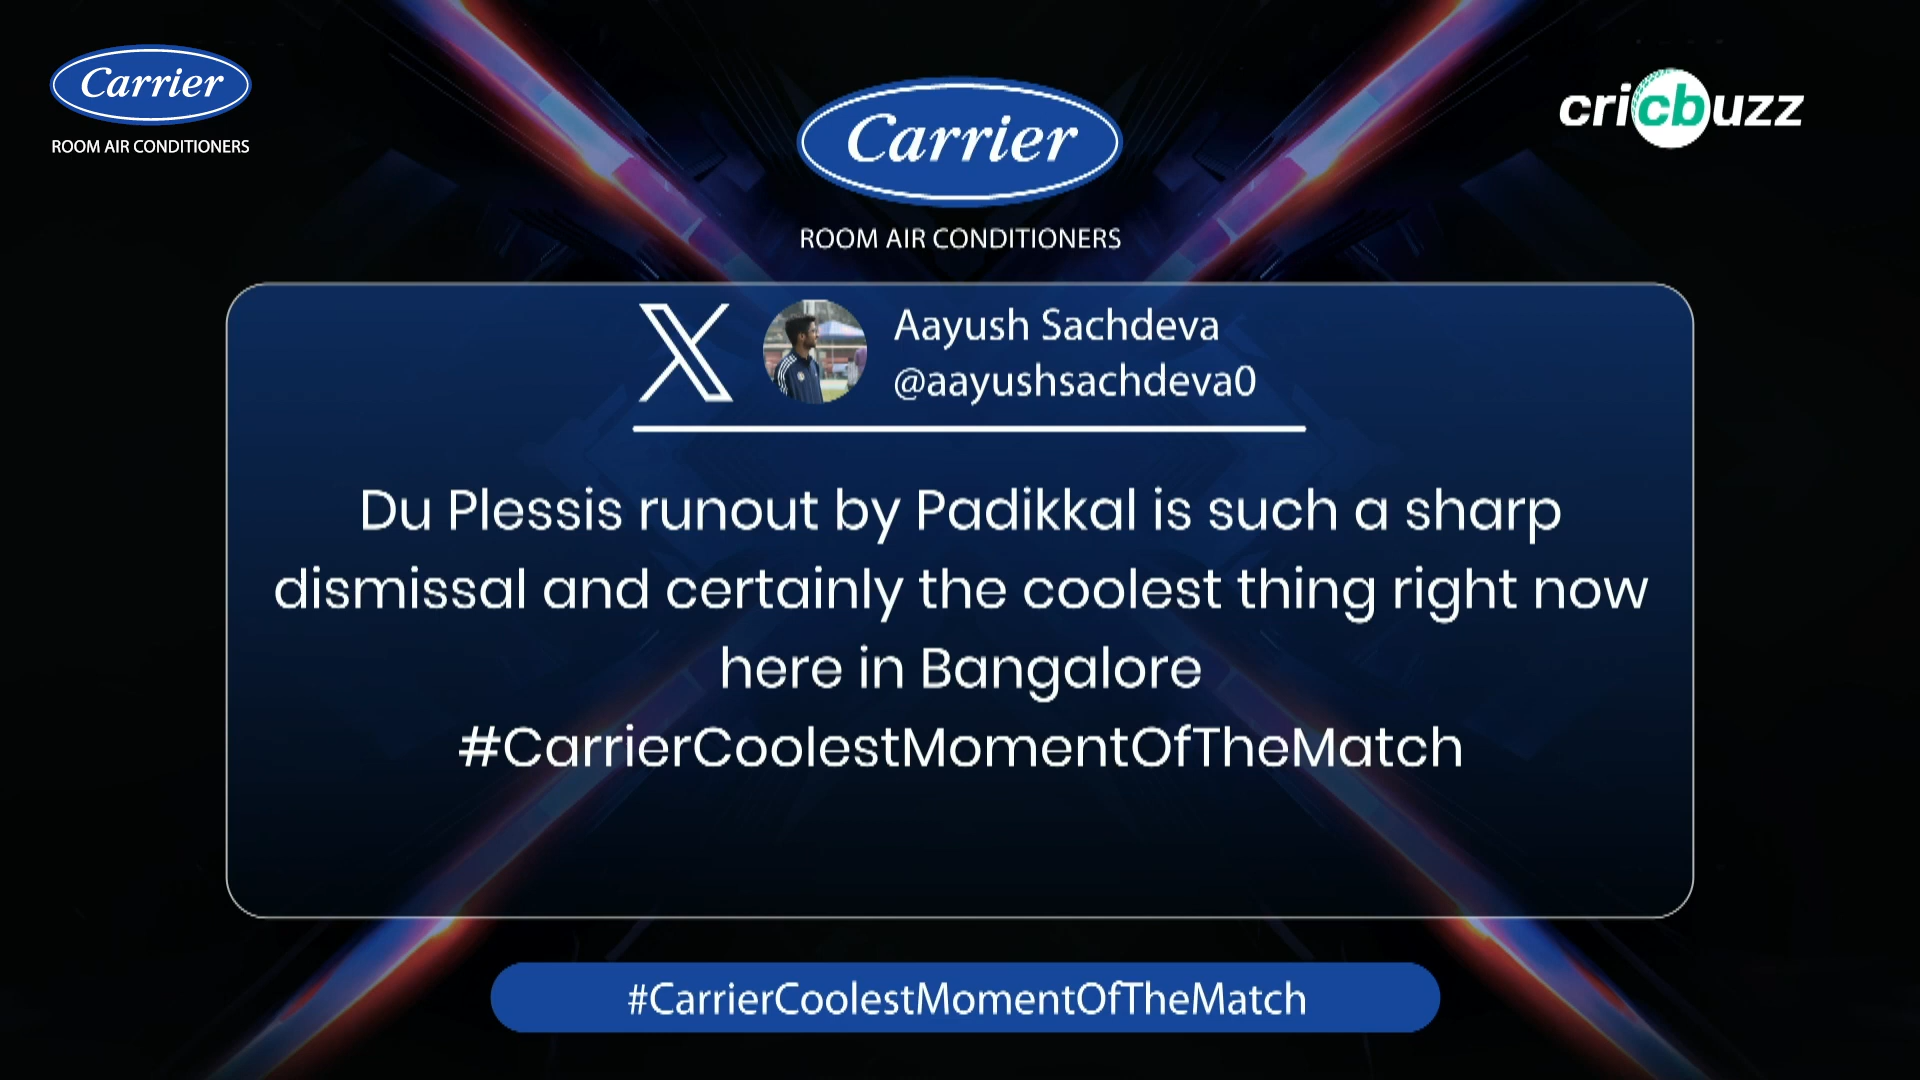 Carrier
ROOM AIR CONDITIONERS
Carrier
ROOM AIR CONDITIONERS
cricbuzz
Aayush Sachdeva
@aayushsachdeva0
Du Plessis runout by Padikkal is such a sharp
dismissal and certainly the coolest thing right now
here in Bangalore
#CarrierCoolestMomentOfTheMatch
#CarrierCoolestMomentOfTheMatch